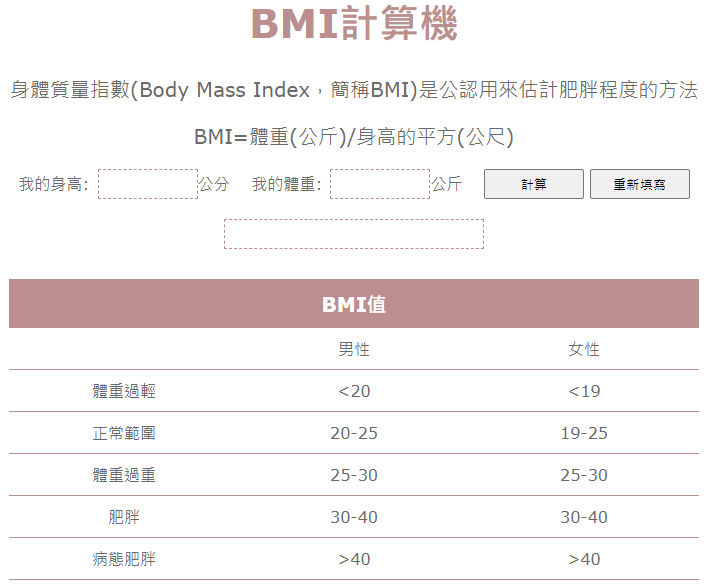 BMI計算機
身體質量指數(Body Mass Index，簡稱BMI)是公認用來估計肥胖程度的方法
BMI=體重(公斤)/身高的平方(公尺)
我的身高: 公分 我的體重: 公斤 計算 重新填寫
BMI值
男性 女性
體重過輕 <20 <19
正常範圍 20-25 19-25
體重過重 25-30 25-30
肥胖 30-40 30-40
病態肥胖 >40 >40